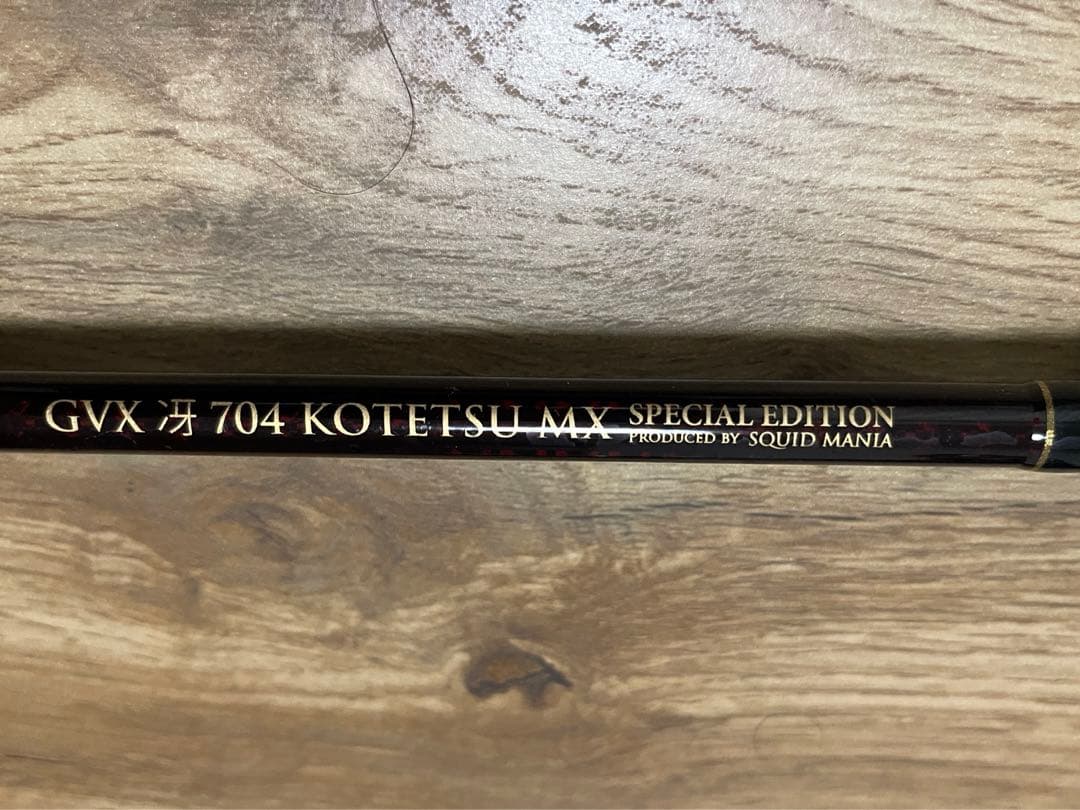 GVX 冴 704 KOTETSU MX SPECIAL EDITION
PRODUCED BY SQUID MANIA